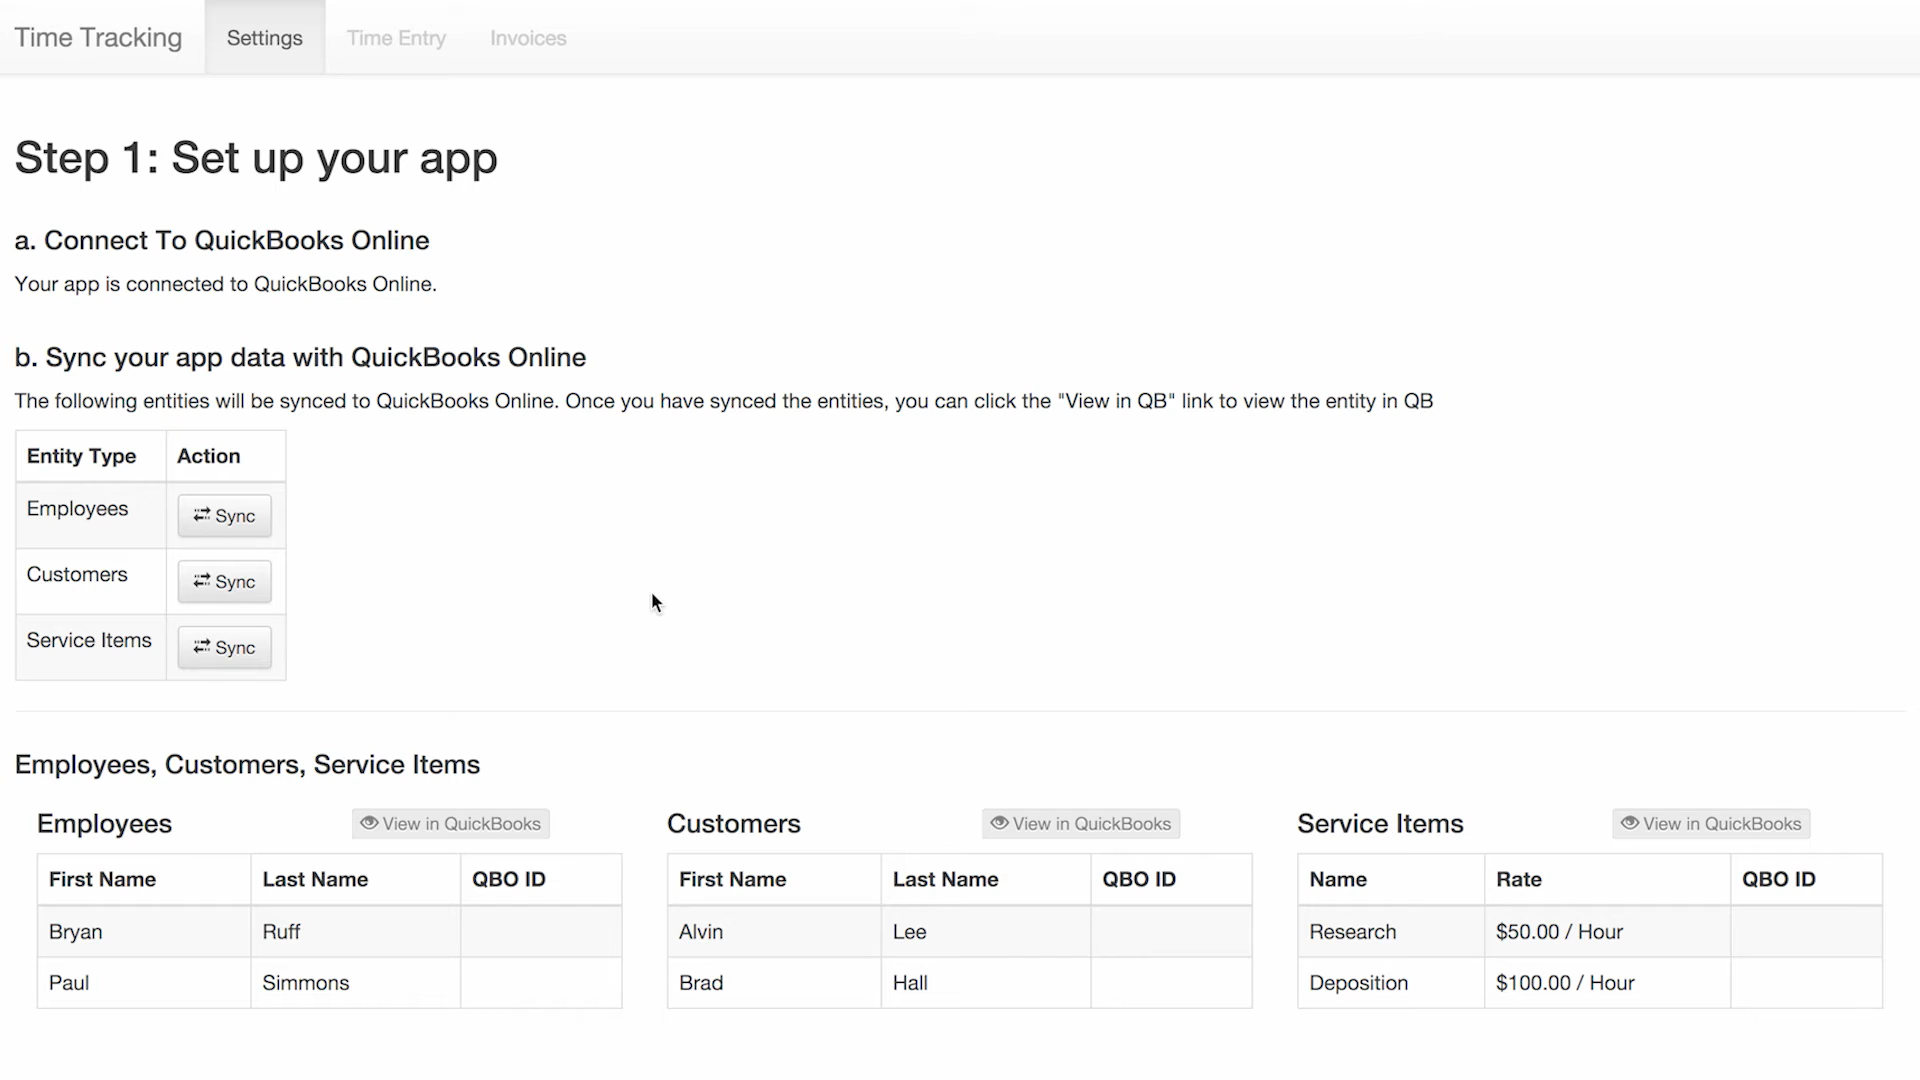 Time Tracking Settings Time Entry Invoices
Step 1: Set up your app
a. Connect To QuickBooks Online
Your app is connected to QuickBooks Online.
b. Sync your app data with QuickBooks Online
The following entities will be synced to QuickBooks Online. Once you have synced the entities, you can click the "View in QB" link to view the entity in QB
Entity Type Action
Employees Sync
Customers Sync
Service Items Sync
Employees, Customers, Service Items
Employees View in QuickBooks
First Name Last Name QBO ID
Bryan Ruff
Paul Simmons
Customers View in QuickBooks
First Name Last Name QBO ID
Alvin Lee
Brad Hall
Service Items View in QuickBooks
Name Rate QBO ID
Research $50.00 / Hour
Deposition $100.00 / Hour